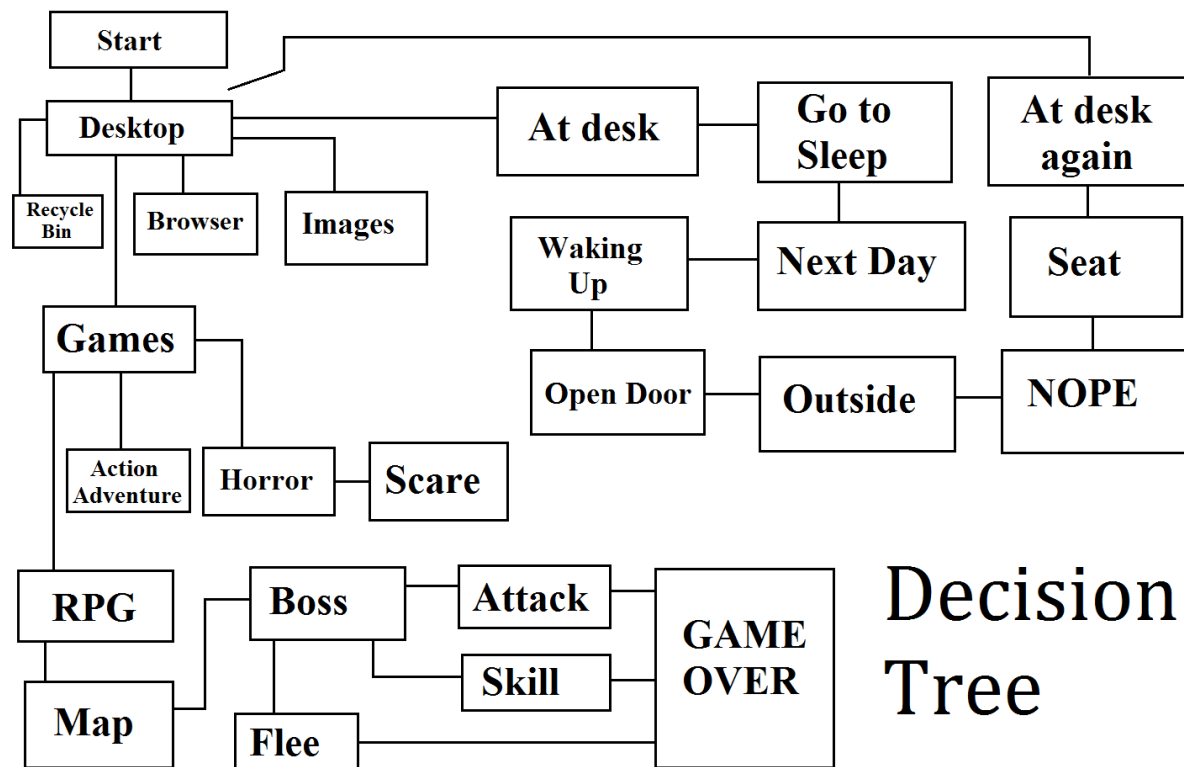 Start
Desktop
At desk
Go to
Sleep
At desk
again
Recycle
Bin
Browser
Images
Waking
Up
Next Day
Seat
Games
Open Door
Outside
NOPE
Action
Adventure
Horror
Scare
RPG
Boss
Attack
GAME
OVER
Skill
Map
Flee
Decision
Tree